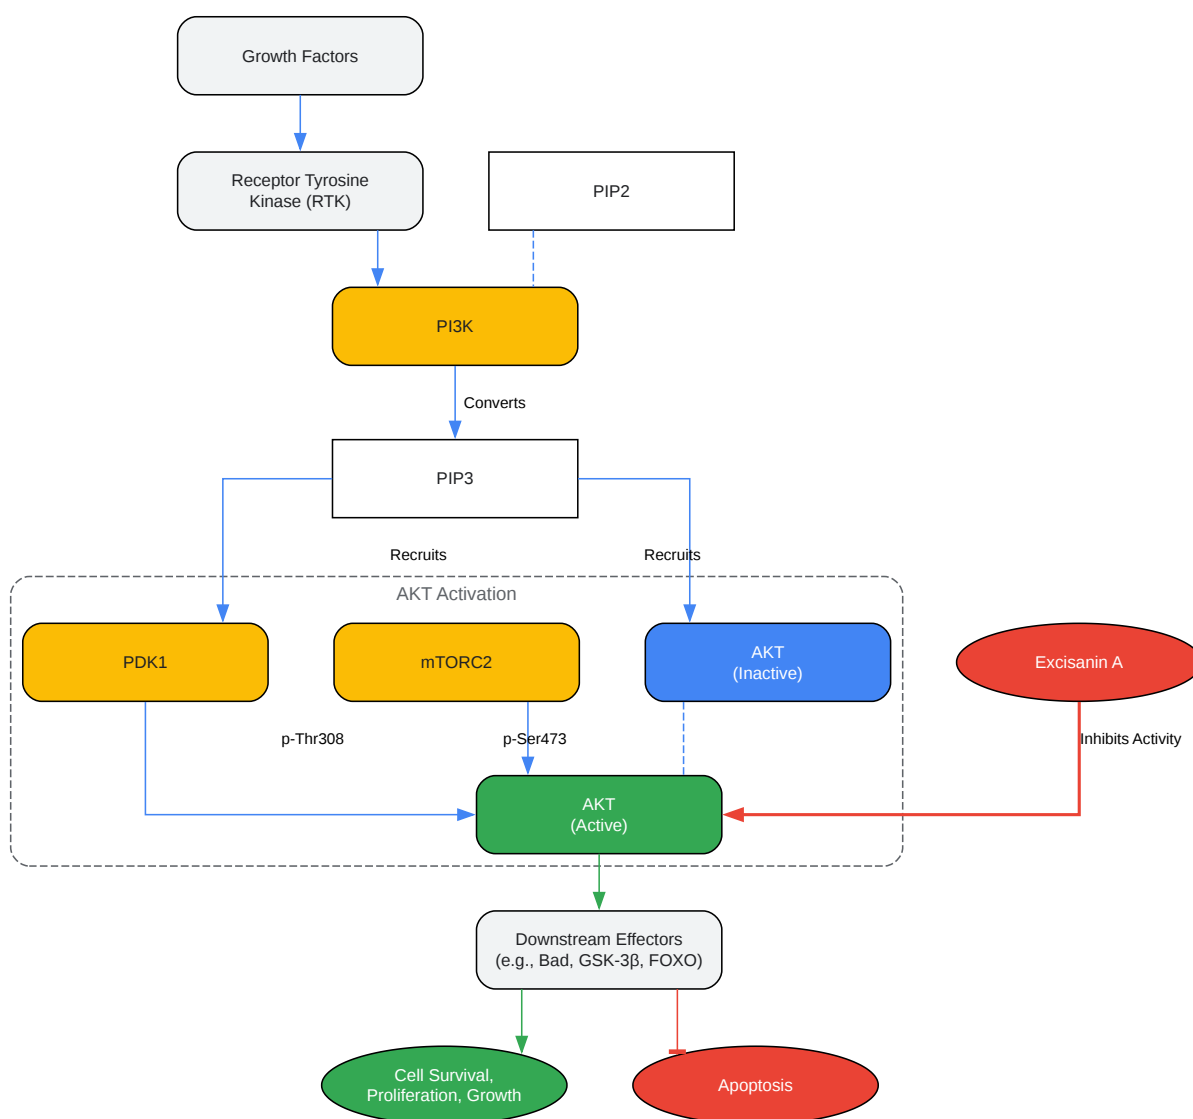 Growth Factors
Receptor Tyrosine
Kinase (RTK)
PIP2
PI3K
Converts
PIP3
Recruits
Recruits
AKT Activation
PDK1
mTORC2
AKT
(Inactive)
Excisanin A
p-Thr308
p-Ser473
Inhibits Activity
AKT
(Active)
Downstream Effectors
(e.g., Bad, GSK-3β, FOXO)
Cell Survival,
Proliferation, Growth
Apoptosis